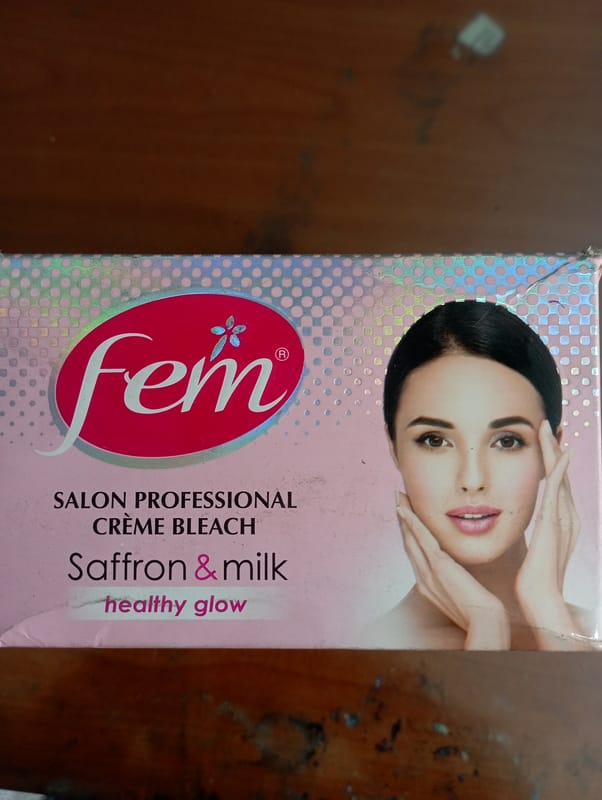 fem®
SALON PROFESSIONAL
CRÈME BLEACH
Saffron & milk
healthy glow